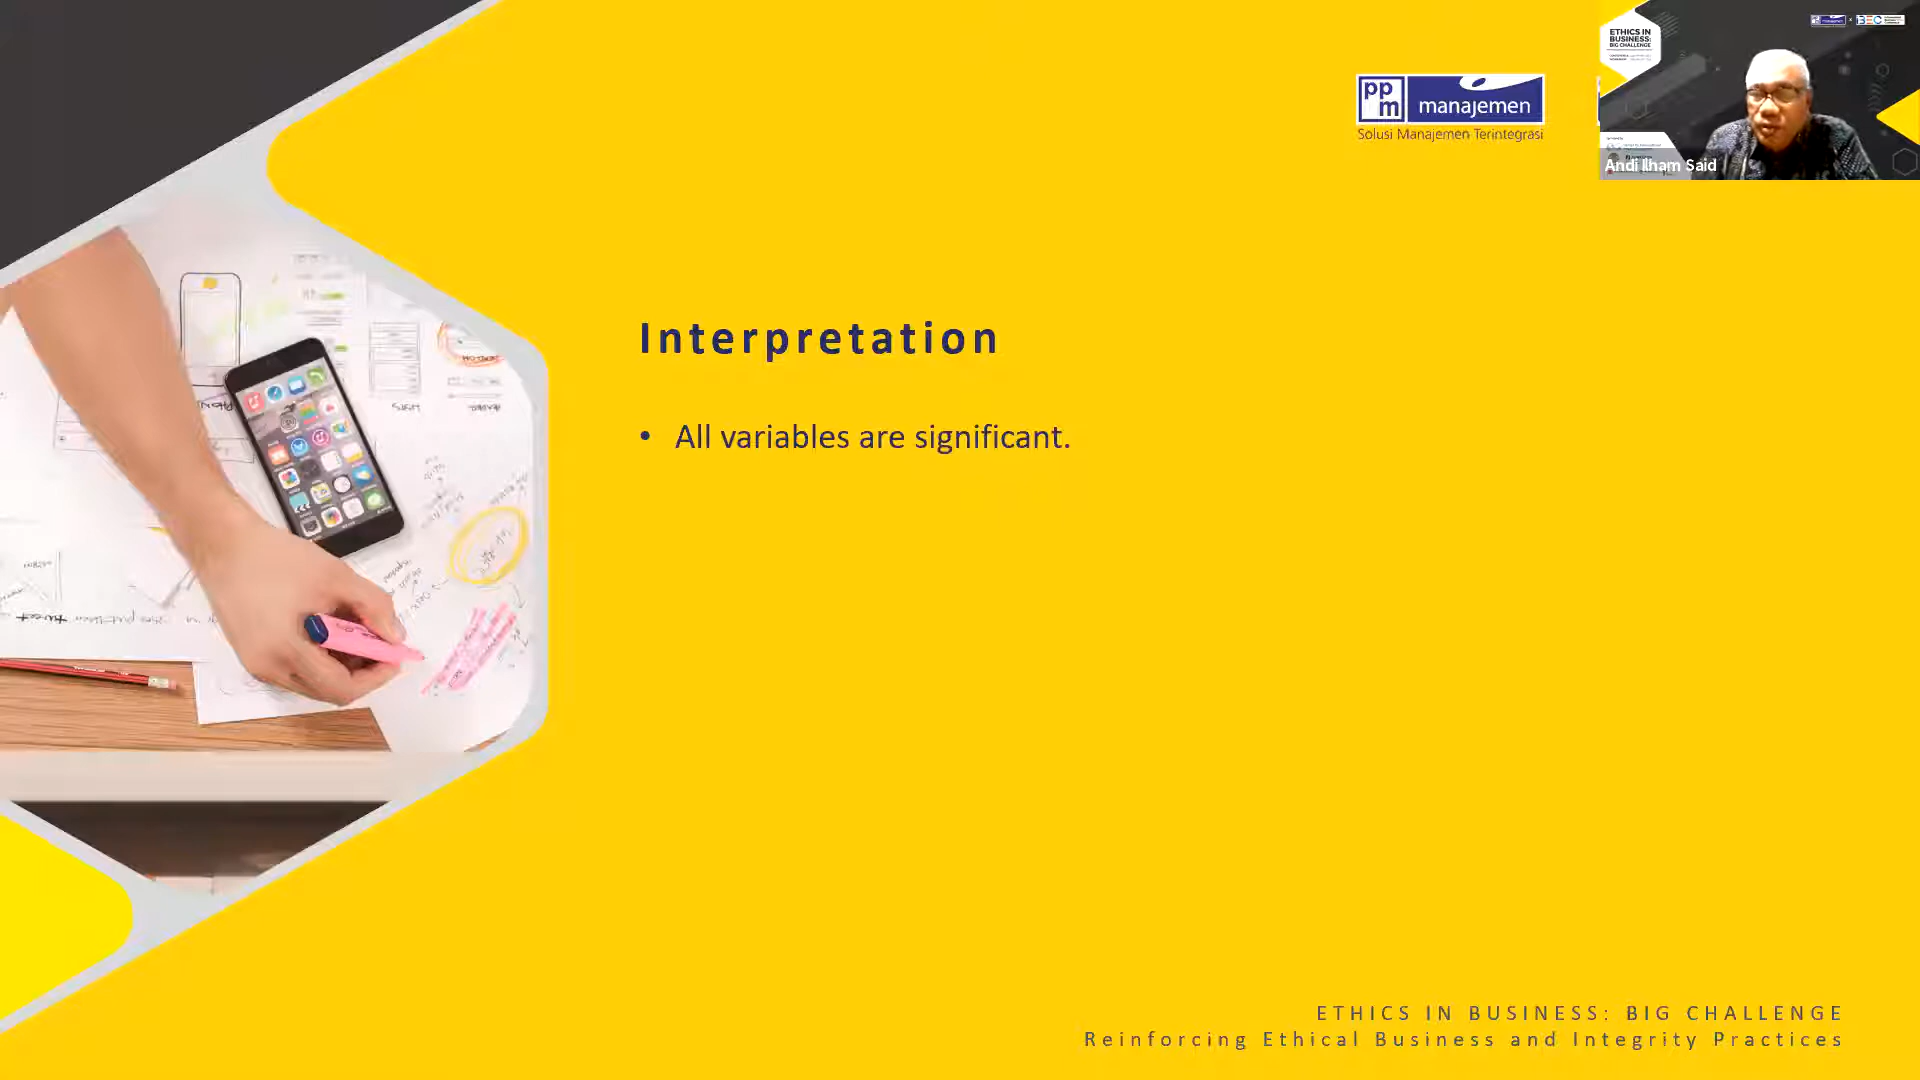 ETHICS IN
BUSINESS:
BIG CHALLENGE
ppm manajemen
Solusi Manajemen Terintegrasi
Andi Ilham Said
Interpretation
• All variables are significant.
ETHICS IN BUSINESS: BIG CHALLENGE
Reinforcing Ethical Business and Integrity Practices